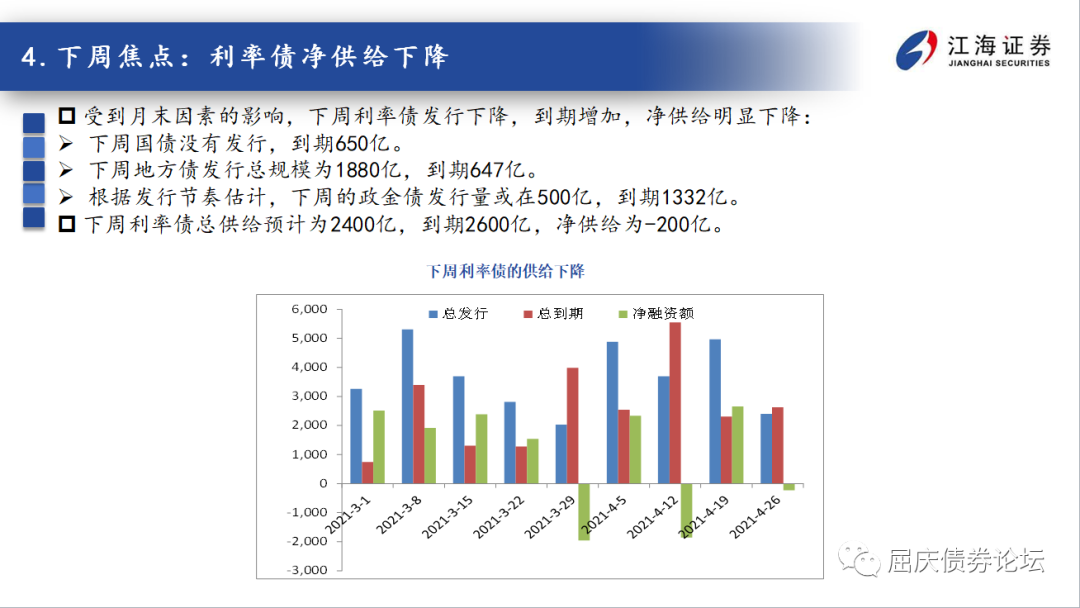 4. 下周焦点：利率债净供给下降
江海证券
JIANGHAI SECURITIES
受到月末因素的影响，下周利率债发行下降，到期增加，净供给明显下降：
下周国债没有发行，到期650亿。
下周地方债发行总规模为1880亿，到期647亿。
根据发行节奏估计，下周的政金债发行量或在500亿，到期1332亿。
下周利率债总供给预计为2400亿，到期2600亿，净供给为-200亿。
下周利率债的供给下降
总发行 总到期 净融资额
6,000
5,000
4,000
3,000
2,000
1,000
0
-1,000
-2,000
-3,000
2021-3-1 2021-3-8 2021-3-15 2021-3-22 2021-3-29 2021-4-5 2021-4-12 2021-4-19 2021-4-26
屈庆债券论坛